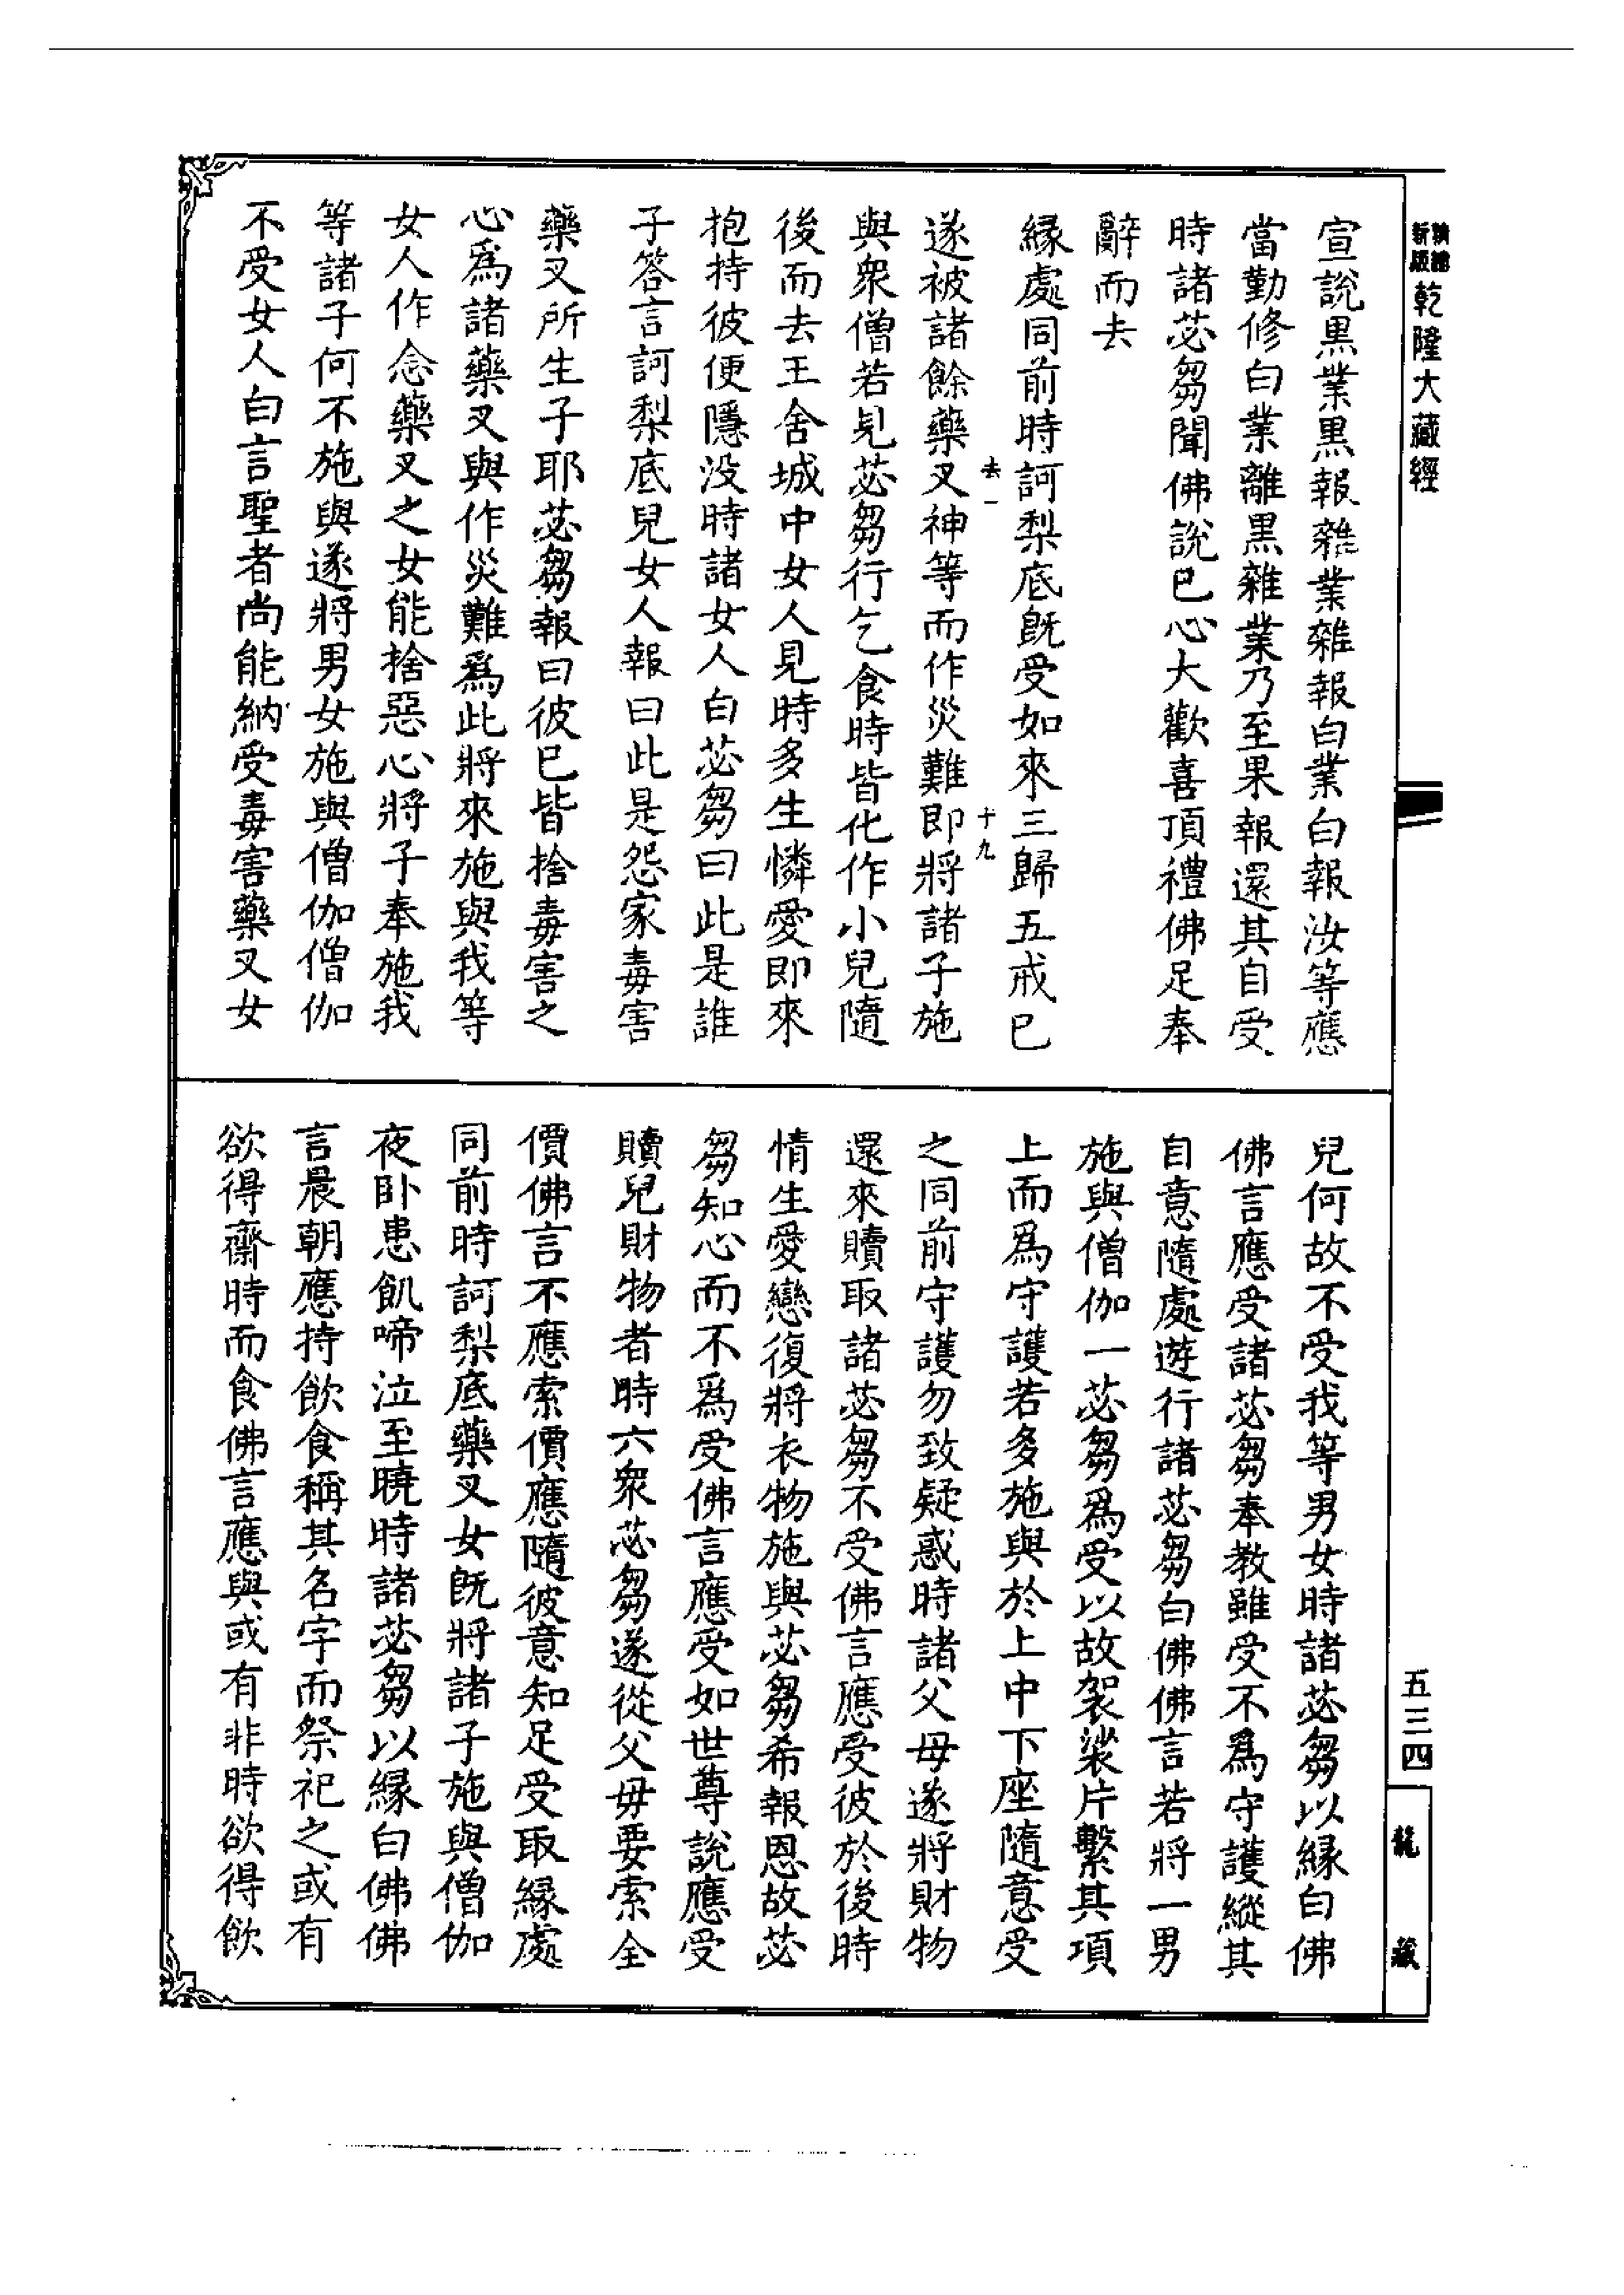 新編縮版
乾隆大藏經
宣說黒業黒報雜業雜報白業白報汝等應
當勤修白業離黒雜業乃至果報還其自受
時諸苾芻聞佛說已心大歡喜頂禮佛足奉
辭而去
緣處同前時訶梨底既受如來三歸五戒已
去一
十九
遂被諸餘藥叉神等而作災難即將諸子施
與衆僧若見苾芻行乞食時皆化作小兒隨
後而去王舍城中女人見時多生憐愛即來
抱持彼便隱没時諸女人白苾芻曰此是誰
子答言訶梨底兒女人報曰此是怨家毒害
藥叉所生子耶苾芻報曰彼已皆捨毒害之
心爲諸藥叉與作災難爲此將來施與我等
女人作念藥叉之女能捨惡心將子奉施我
等諸子何不施與遂將男女施與僧伽僧伽
不受女人白言聖者尚能納受毒害藥叉女
兒何故不受我等男女時諸苾芻以緣白佛
佛言應受諸苾芻奉教雖受不爲守護縱其
自意隨處遊行諸苾芻白佛佛言若將一男
施與僧伽一苾芻爲受以故袈裟片繫其項
上而爲守護若多施與於上中下座隨意受
之同前守護勿致疑惑時諸父母遂將財物
還來贖取諸苾芻不受佛言應受彼於後時
情生愛戀復將衣物施與苾芻希報恩故苾
芻知心而不爲受佛言應受如世尊說應受
贖兒財物者時六衆苾芻遂從父母要索全
價佛言不應索價應隨彼意知足受取緣處
同前時訶梨底藥叉女既將諸子施與僧伽
夜卧患飢啼泣至曉時諸苾芻以緣白佛佛
言晨朝應持飲食稱其名字而祭祀之或有
欲得齋時而食佛言應與或有非時欲得飲
五三四
龍藏